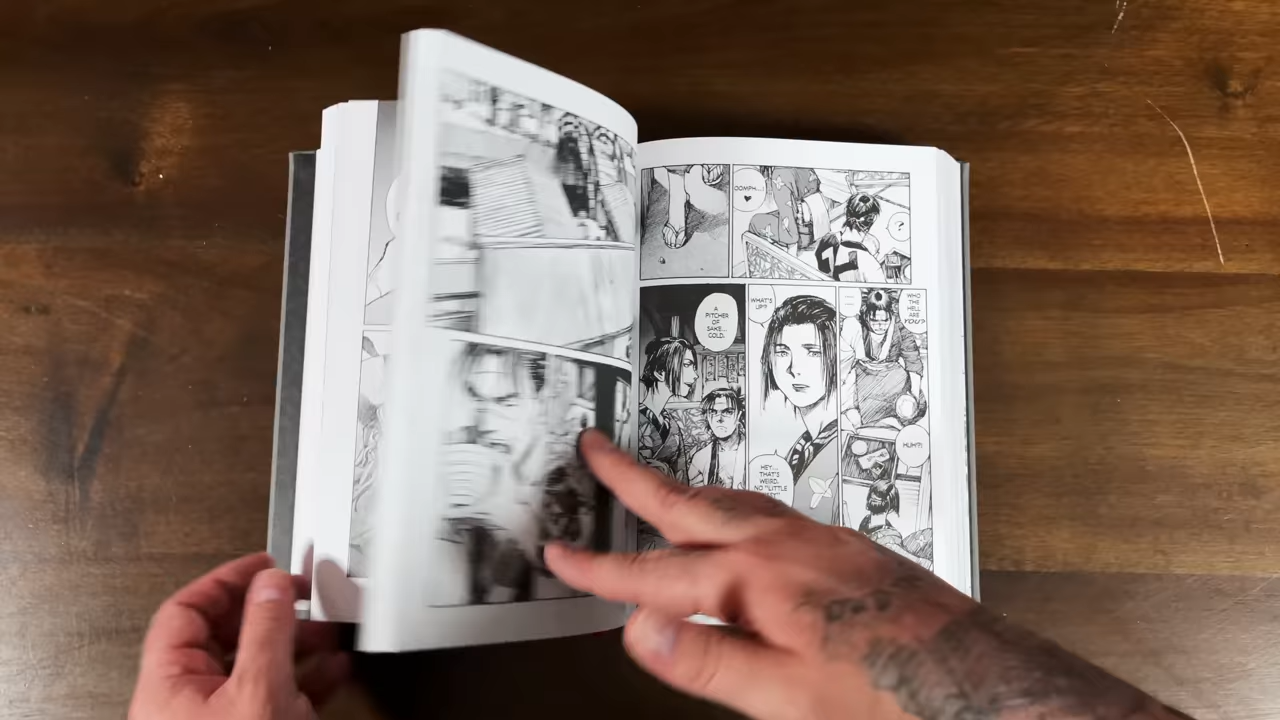 OOMPH...!
?
A
PITCHER
OF
SAKE...
COLD.
WHAT'S
UP?
......
WHO
THE
HELL
ARE
YOU?
HUH?!
HEY...
THAT'S
WEIRD.
NO "LITTLE